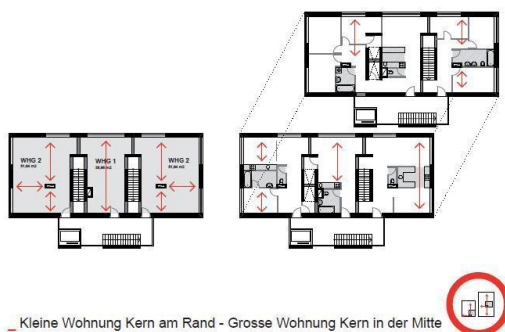 WHG 2
WHG 1
WHG 2
_ Kleine Wohnung Kern am Rand - Grosse Wohnung Kern in der Mitte